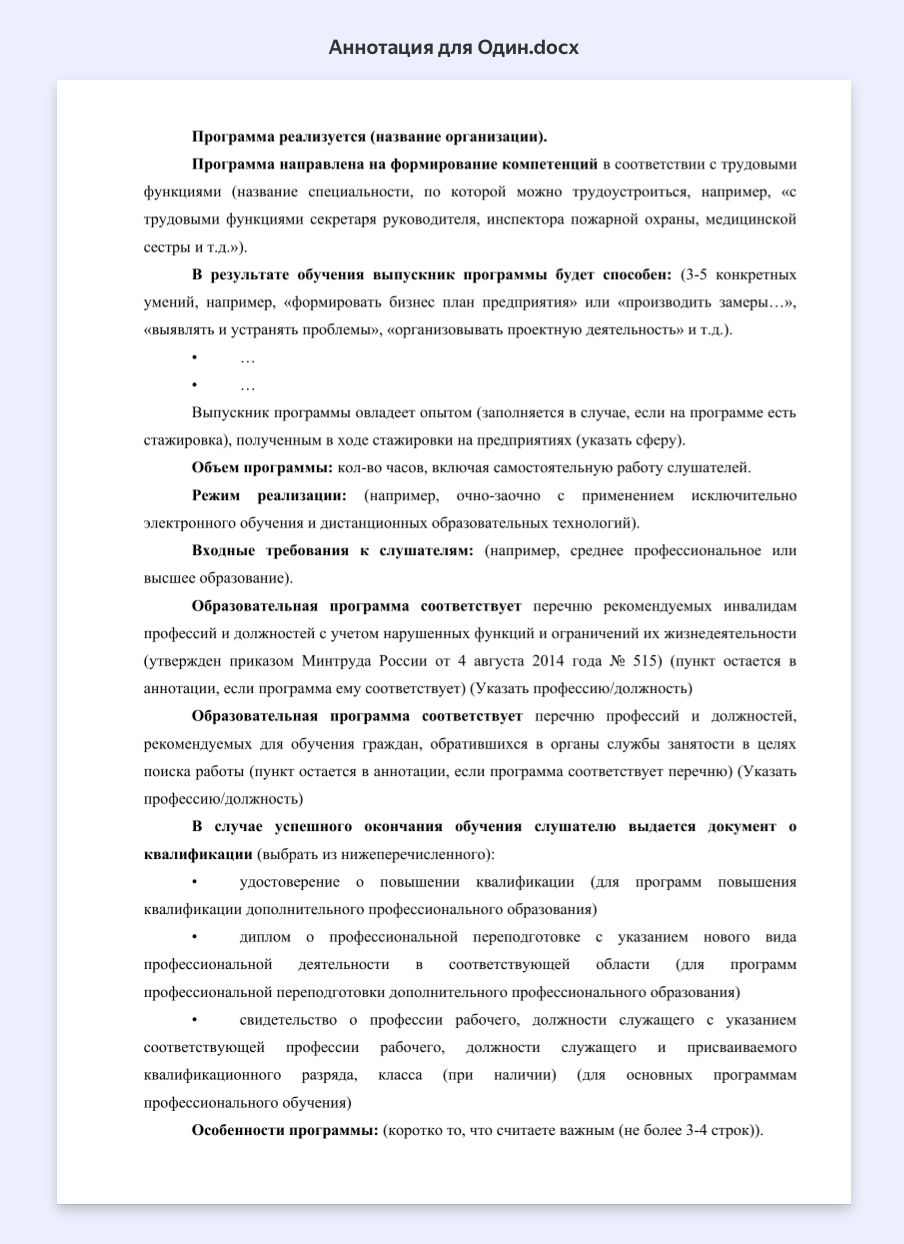 Аннотация для Один.docx
Программа реализуется (название организации).
Программа направлена на формирование компетенций в соответствии с трудовыми
функциями (название специальности, по которой можно трудоустроиться, например, «с
трудовыми функциями секретаря руководителя, инспектора пожарной охраны, медицинской
сестры и т.д.»).
В результате обучения выпускник программы будет способен: (3-5 конкретных
умений, например, «формировать бизнес план предприятия» или «производить замеры…»,
«выявлять и устранять проблемы», «организовывать проектную деятельность» и т.д.).
• …
• …
Выпускник программы овладеет опытом (заполняется в случае, если на программе есть
стажировка), полученным в ходе стажировки на предприятиях (указать сферу).
Объем программы: кол-во часов, включая самостоятельную работу слушателей.
Режим реализации: (например, очно-заочно с применением исключительно
электронного обучения и дистанционных образовательных технологий).
Входные требования к слушателям: (например, среднее профессиональное или
высшее образование).
Образовательная программа соответствует перечню рекомендуемых инвалидам
профессий и должностей с учетом нарушенных функций и ограничений их жизнедеятельности
(утвержден приказом Минтруда России от 4 августа 2014 года № 515) (пункт остается в
аннотации, если программа ему соответствует) (Указать профессию/должность)
Образовательная программа соответствует перечню профессий и должностей,
рекомендуемых для обучения граждан, обратившихся в органы службы занятости в целях
поиска работы (пункт остается в аннотации, если программа соответствует перечню) (Указать
профессию/должность)
В случае успешного окончания обучения слушателю выдается документ о
квалификации (выбрать из нижеперечисленного):
• удостоверение о повышении квалификации (для программ повышения
квалификации дополнительного профессионального образования)
• диплом о профессиональной переподготовке с указанием нового вида
профессиональной деятельности в соответствующей области (для программ
профессиональной переподготовки дополнительного профессионального образования)
• свидетельство о профессии рабочего, должности служащего с указанием
соответствующей профессии рабочего, должности служащего и присваиваемого
квалификационного разряда, класса (при наличии) (для основных программам
профессионального обучения)
Особенности программы: (коротко то, что считаете важным (не более 3-4 строк)).